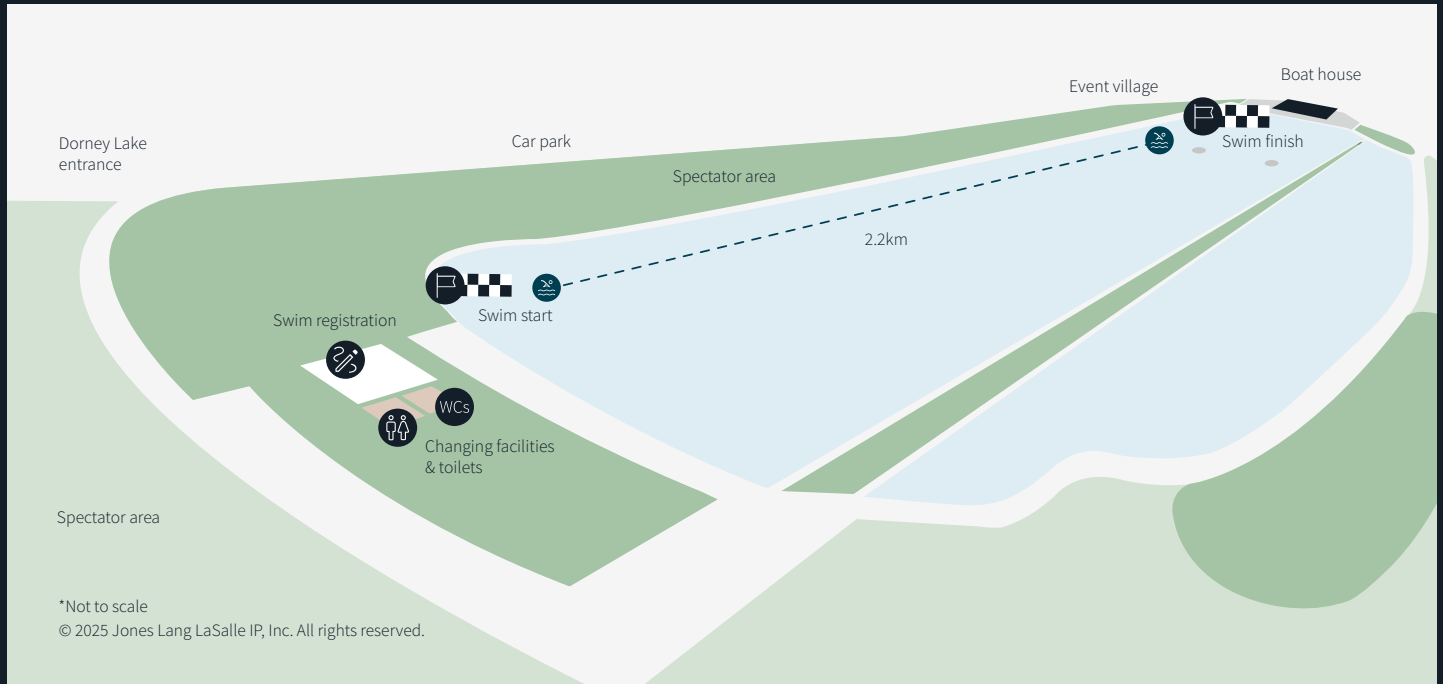 Boat house
Event village
Dorney Lake
entrance
Car park
Swim finish
Spectator area
2.2km
Swim start
Swim registration
WCs
Changing facilities
& toilets
Spectator area
*Not to scale
© 2025 Jones Lang LaSalle IP, Inc. All rights reserved.